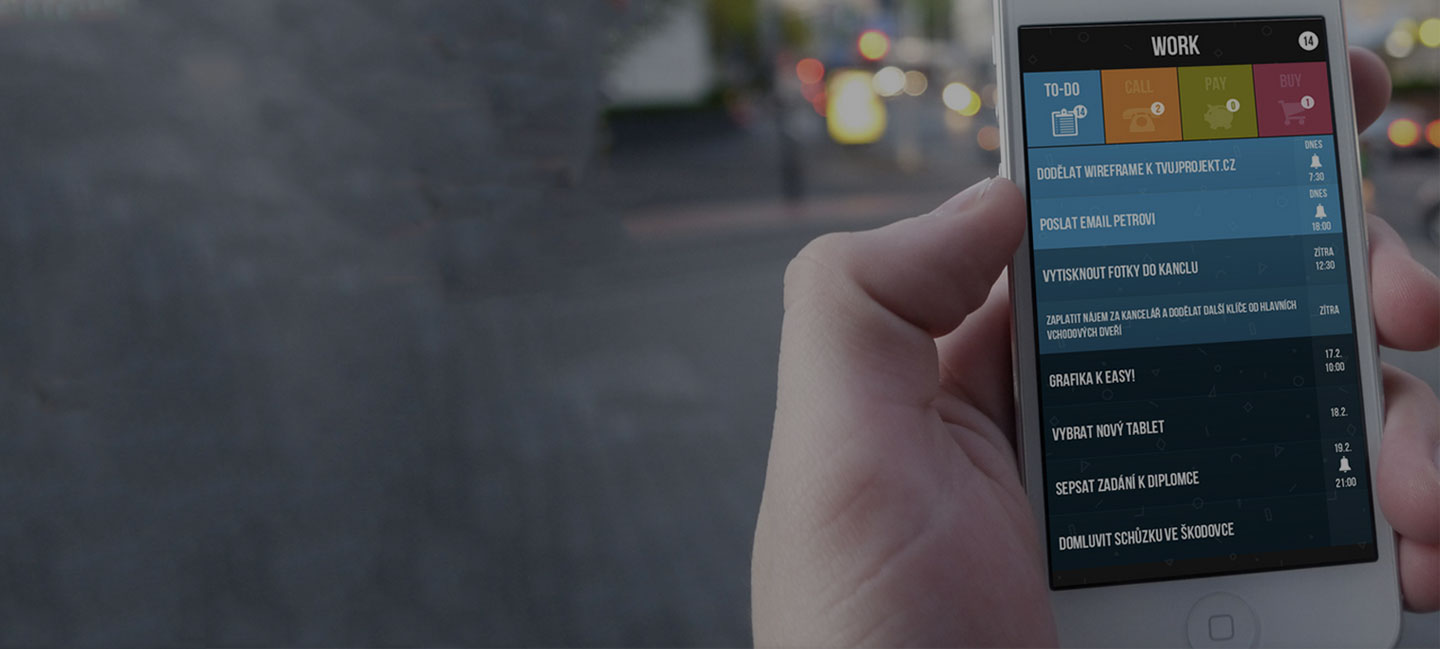 WORK 14
TO-DO CALL PAY BUY
14 2 0 1
DODĚLAT WIREFRAME K TVUJPROJEKT.CZ
DNES
7:30
POSLAT EMAIL PETROVI
DNES
18:00
VYTISKNOUT FOTKY DO KANCLU
ZÍTRA
12:30
ZAPLATIT NÁJEM ZA KANCELÁŘ A DODĚLAT DALŠÍ KLÍČE OD HLAVNÍCH
VCHODOVÝCH DVEŘÍ
ZÍTRA
GRAFIKA K EASY!
17.2.
10:00
VYBRAT NOVÝ TABLET
18.2.
SEPSAT ZADÁNÍ K DIPLOMCE
19.2.
21:00
DOMLUVIT SCHŮZKU VE ŠKODOVCE